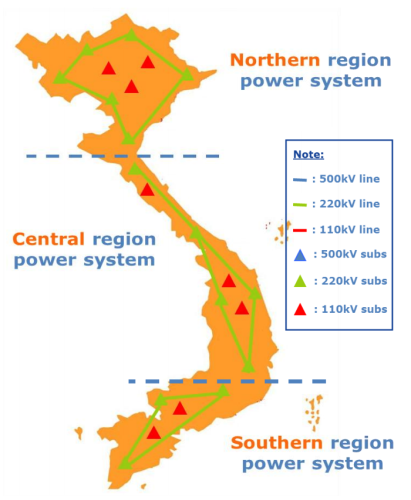 Northern region
power system
Note:
: 500kV line
: 220kV line
: 110kV line
: 500kV subs
: 220kV subs
: 110kV subs
Central region
power system
Southern region
power system